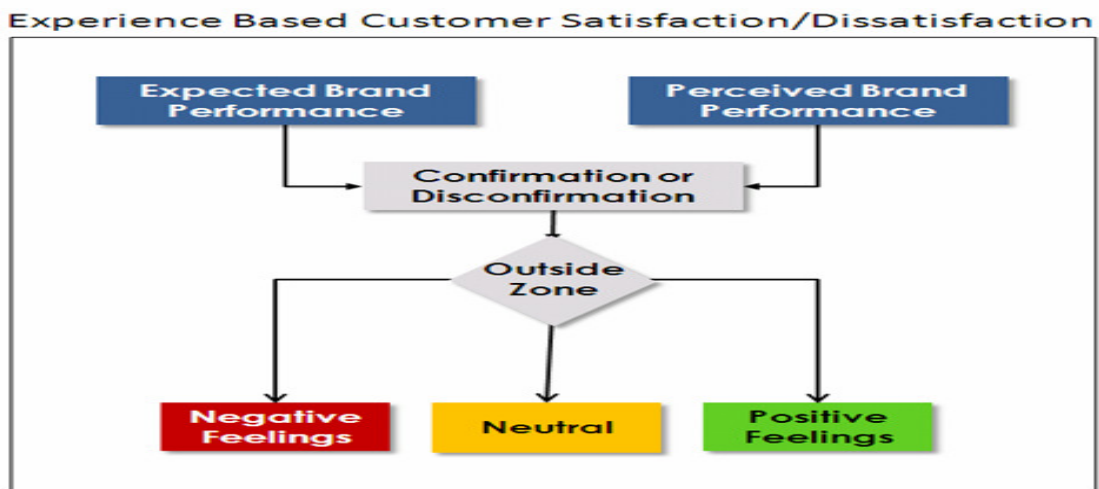 Experience Based Customer Satisfaction/Dissatisfaction
Expected Brand
Performance
Perceived Brand
Performance
Confirmation or
Disconfirmation
Outside
Zone
Negative
Feelings
Neutral
Positive
Feelings